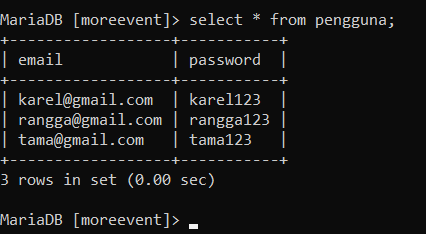 MariaDB [moreevent]> select * from pengguna;
+------------------+-----------+
| email            | password  |
+------------------+-----------+
| karel@gmail.com  | karel123  |
| rangga@gmail.com | rangga123 |
| tama@gmail.com   | tama123   |
+------------------+-----------+
3 rows in set (0.00 sec)
MariaDB [moreevent]>